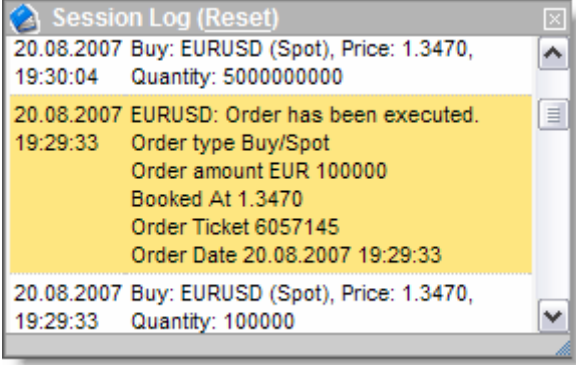 Session Log (Reset)
20.08.2007 Buy: EURUSD (Spot), Price: 1.3470,
19:30:04 Quantity: 5000000000
20.08.2007 EURUSD: Order has been executed.
19:29:33 Order type Buy/Spot
Order amount EUR 100000
Booked At 1.3470
Order Ticket 6057145
Order Date 20.08.2007 19:29:33
20.08.2007 Buy: EURUSD (Spot), Price: 1.3470,
19:29:33 Quantity: 100000